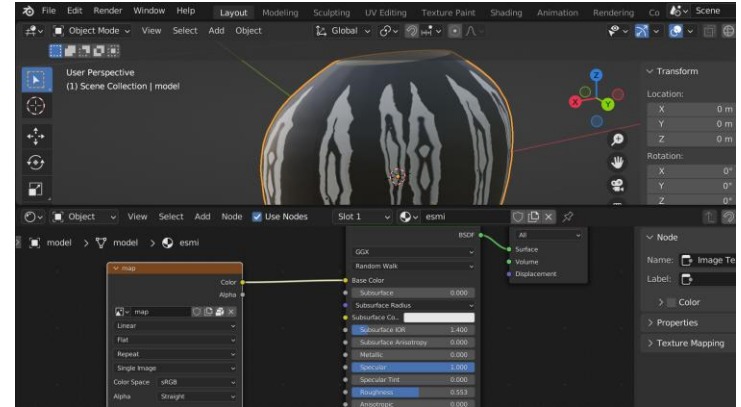 File Edit Render Window Help Layout Modeling Sculpting UV Editing Texture Paint Shading Animation Rendering Co Scene
Object Mode View Select Add Object Global
User Perspective
(1) Scene Collection | model
Z
X
Y
Transform
Location:
X 0 m
Y 0 m
Z 0 m
Rotation:
X 0°
Y 0°
Z 0°
Object View Select Add Node Use Nodes Slot 1 esmi
model > model > esmi
map
Color
Alpha
map
Linear
Flat
Repeat
Single Image
Color Space sRGB
Alpha Straight
BSDF
GGX
Random Walk
Base Color
Subsurface 0.000
Subsurface Radius
Subsurface Co..
Subsurface IOR 1.400
Subsurface Anisotropy 0.000
Metallic 0.000
Specular 1.000
Specular Tint 0.000
Roughness 0.553
Anisotropic 0.000
All
Surface
Volume
Displacement
Node
Name: Image Te
Label:
Color
Properties
Texture Mapping